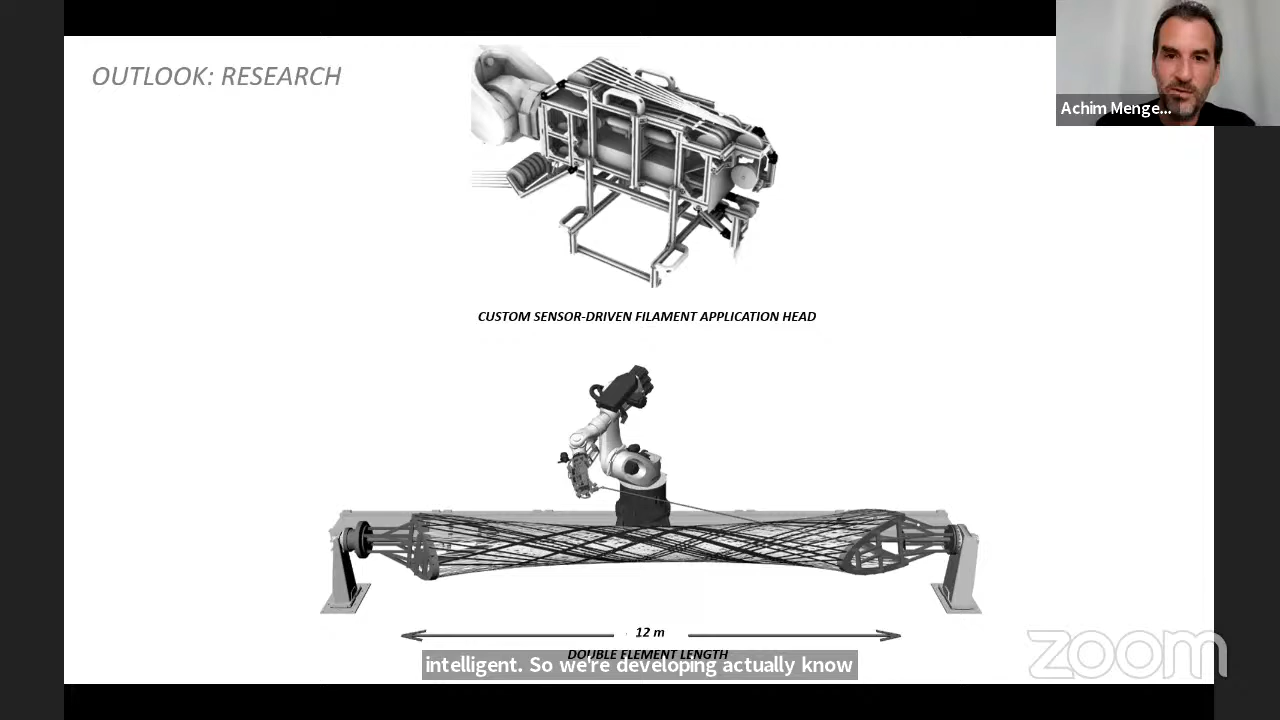 OUTLOOK: RESEARCH
Achim Menge...
CUSTOM SENSOR-DRIVEN FILAMENT APPLICATION HEAD
12 m
DOUBLE ELEMENT LENGTH
intelligent. So we're developing actually know
zoom